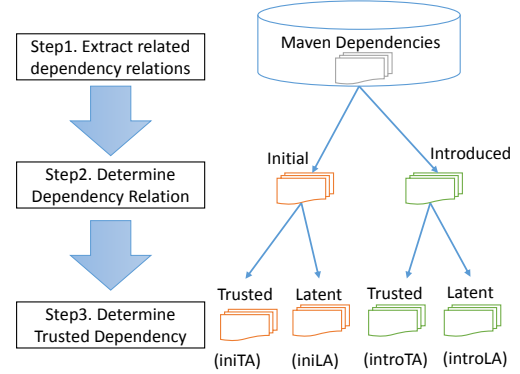 Step1. Extract related
dependency relations
Maven Dependencies
Initial
Introduced
Step2. Determine
Dependency Relation
Step3. Determine
Trusted Dependency
Trusted
Latent
Trusted
Latent
(iniTA)
(iniLA)
(introTA)
(introLA)